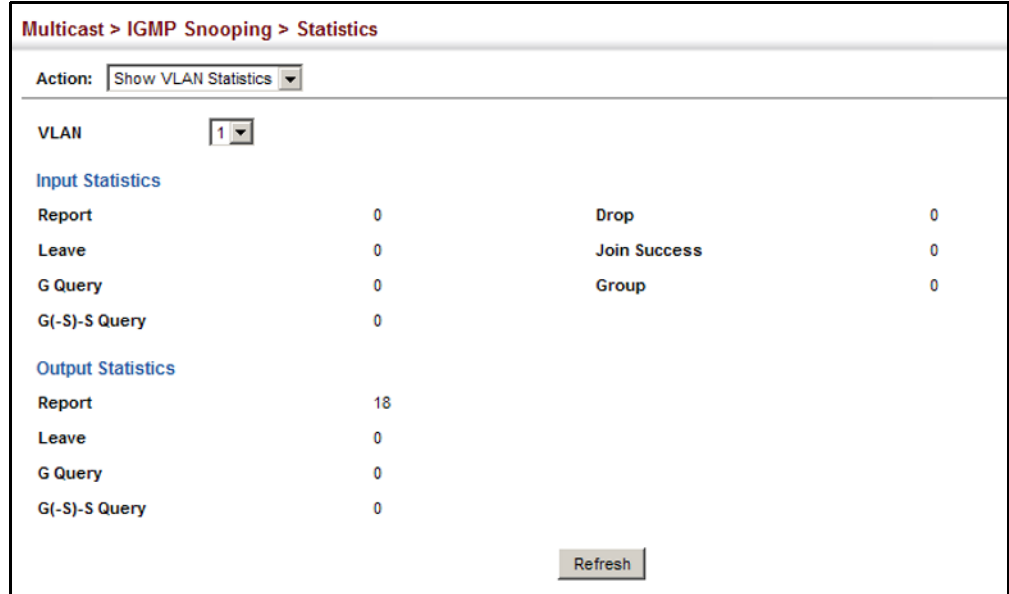 Multicast > IGMP Snooping > Statistics
Action: Show VLAN Statistics
VLAN 1
Input Statistics
Report 0 Drop 0
Leave 0 Join Success 0
G Query 0 Group 0
G(-S)-S Query 0
Output Statistics
Report 18
Leave 0
G Query 0
G(-S)-S Query 0
Refresh